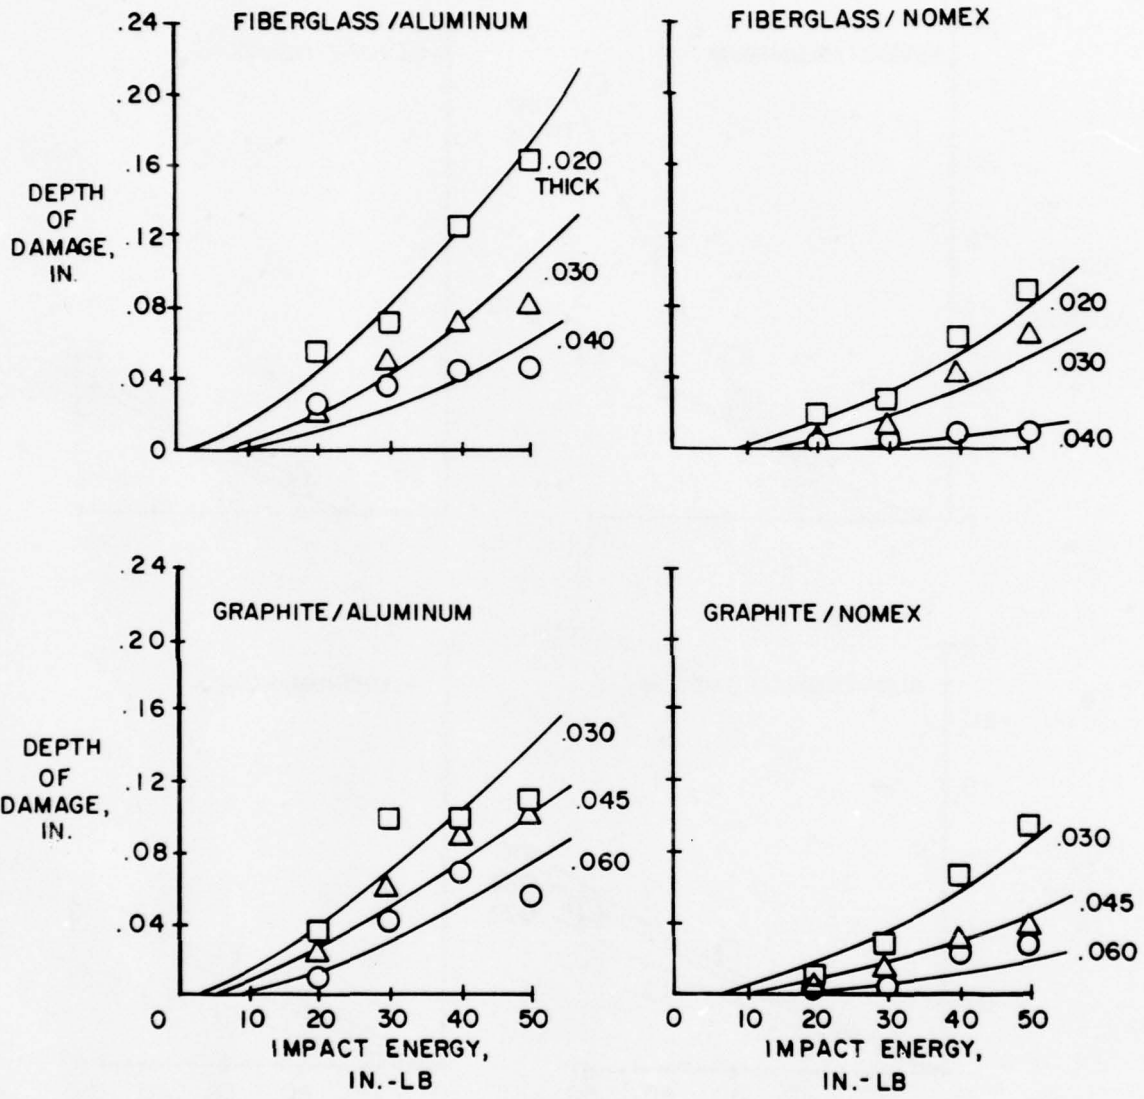 FIBERGLASS/ALUMINUM
.24
.20
.16
.12
.08
.04
0
DEPTH
OF
DAMAGE,
IN.
.020
THICK
.030
.040
FIBERGLASS/NOMEX
.020
.030
.040
GRAPHITE/ALUMINUM
.24
.20
.16
.12
.08
.04
DEPTH
OF
DAMAGE,
IN.
.030
.045
.060
0 10 20 30 40 50
IMPACT ENERGY,
IN.-LB
GRAPHITE/NOMEX
.030
.045
.060
0 10 20 30 40 50
IMPACT ENERGY,
IN.-LB